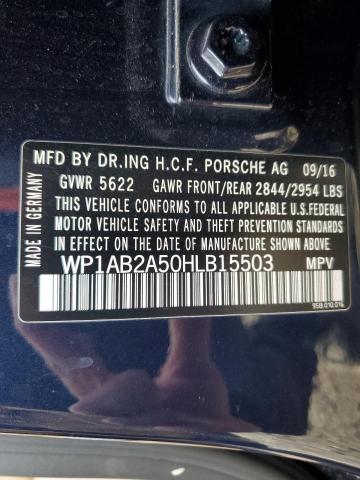 MFD BY DR.ING H.C.F. PORSCHE AG 09/16
GVWR 5622 GAWR FRONT/REAR 2844/2954 LBS
THIS VEHICLE CONFORMS TO ALL APPLICABLE U.S.FEDERAL
MOTOR VEHICLE SAFETY AND THEFT PREVENTION STANDARDS
IN EFFECT ON THE DATE OF MANUFACTURE SHOWN ABOVE.
WP1AB2A50HLB15503 MPV
MADE IN GERMANY